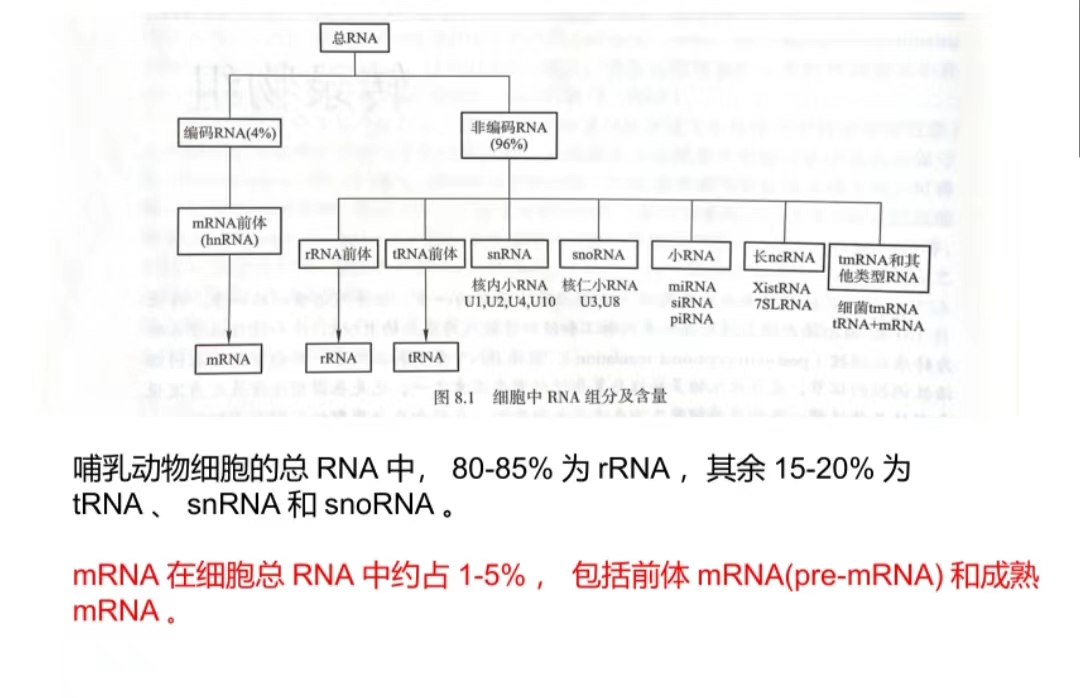 总RNA
编码RNA(4%)
非编码RNA
(96%)
mRNA前体
(hnRNA)
rRNA前体
tRNA前体
snRNA
snoRNA
小RNA
长ncRNA
tmRNA和其
他类型RNA
核内小RNA
U1,U2,U4,U10
核仁小RNA
U3,U8
miRNA
siRNA
piRNA
XistRNA
7SLRNA
细菌tmRNA
tRNA+mRNA
mRNA
rRNA
tRNA
图 8.1 细胞中 RNA 组分及含量
哺乳动物细胞的总 RNA 中， 80-85% 为 rRNA ，其余 15-20% 为
tRNA 、 snRNA 和 snoRNA 。
mRNA 在细胞总 RNA 中约占 1-5% ， 包括前体 mRNA(pre-mRNA) 和成熟
mRNA 。